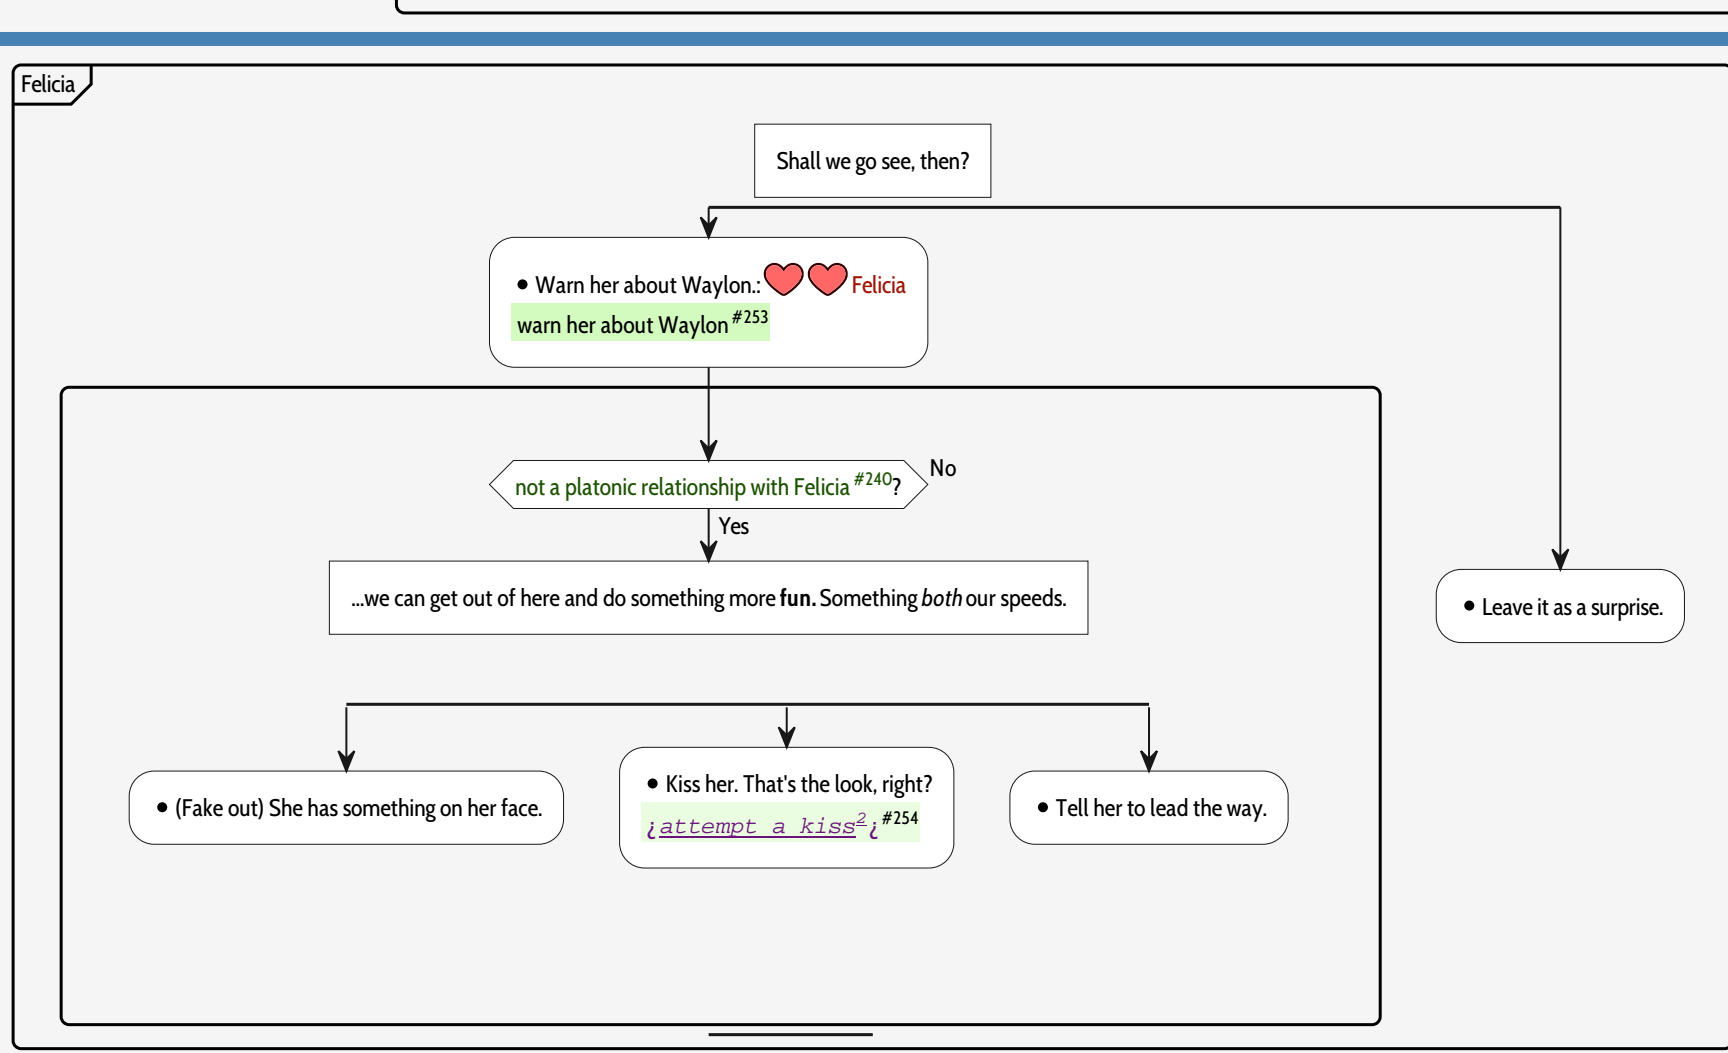 Felicia
Shall we go see, then?
• Warn her about Waylon.: Felicia
warn her about Waylon #253
not a platonic relationship with Felicia #240?
No
Yes
...we can get out of here and do something more fun. Something both our speeds.
• Leave it as a surprise.
• (Fake out) She has something on her face.
• Kiss her. That's the look, right?
¿attempt a kiss2¿ #254
• Tell her to lead the way.